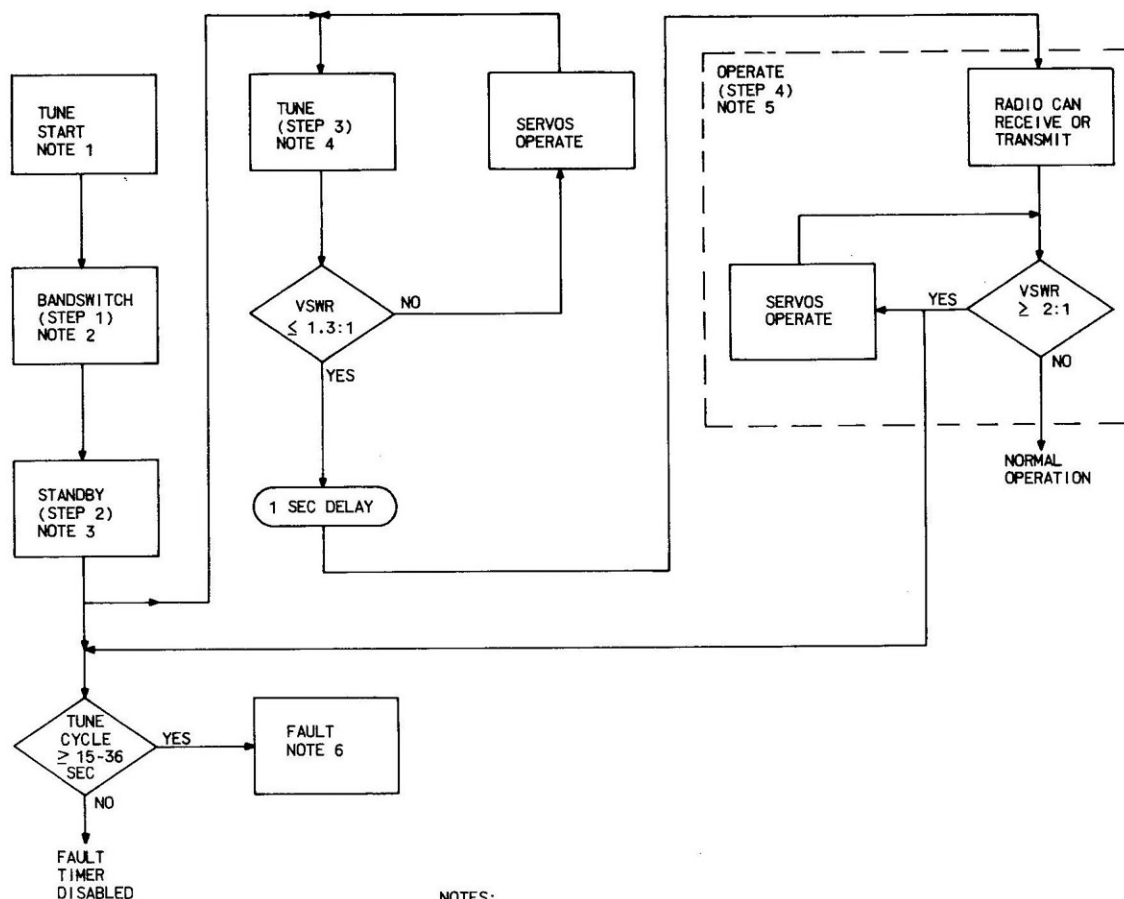 TUNE
START
NOTE 1
BANDSWITCH
(STEP 1)
NOTE 2
STANDBY
(STEP 2)
NOTE 3
TUNE
CYCLE
≥ 15-36
SEC
YES
NO
FAULT
TIMER
DISABLED
FAULT
NOTE 6
TUNE
(STEP 3)
NOTE 4
VSWR
≤ 1.3:1
NO
YES
SERVOS
OPERATE
1 SEC DELAY
OPERATE
(STEP 4)
NOTE 5
RADIO CAN
RECEIVE OR
TRANSMIT
SERVOS
OPERATE
YES
VSWR
≥ 2:1
NO
NORMAL
OPERATION
NOTES: